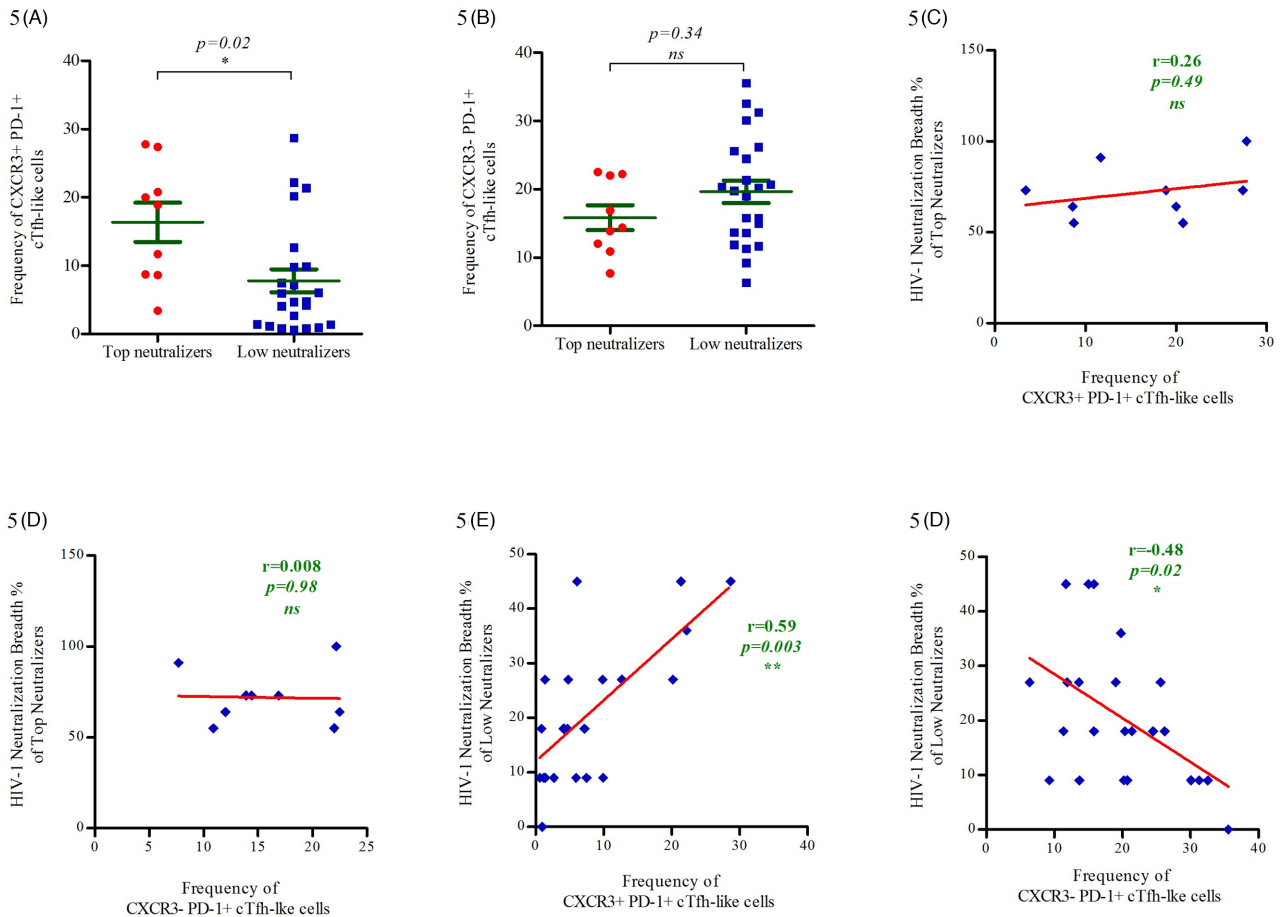 5(A)
p=0.02
*
40
30
20
10
0
Frequency of CXCR3+ PD-1+
cTfh-like cells
Top neutralizers
Low neutralizers
5(B)
p=0.34
ns
40
30
20
10
0
Frequency of CXCR3- PD-1+
cTfh-like cells
Top neutralizers
Low neutralizers
5(C)
r=0.26
p=0.49
ns
150
100
50
0
HIV-1 Neutralization Breadth %
of Top Neutralizers
0 10 20 30
Frequency of
CXCR3+ PD-1+ cTfh-like cells
5(D)
r=0.008
p=0.98
ns
150
100
50
0
HIV-1 Neutralization Breadth %
of Top Neutralizers
0 5 10 15 20 25
Frequency of
CXCR3- PD-1+ cTfh-lke cells
5(E)
r=0.59
p=0.003
**
50
40
30
20
10
0
HIV-1 Neutralization Breadth %
of Low Neutralizers
0 10 20 30 40
Frequency of
CXCR3+ PD-1+ cTfh-like cells
5(D)
r=-0.48
p=0.02
*
50
40
30
20
10
0
HIV-1 Neutralization Breadth %
of Low Neutralizers
0 10 20 30 40
Frequency of
CXCR3- PD-1+ cTfh-like cells